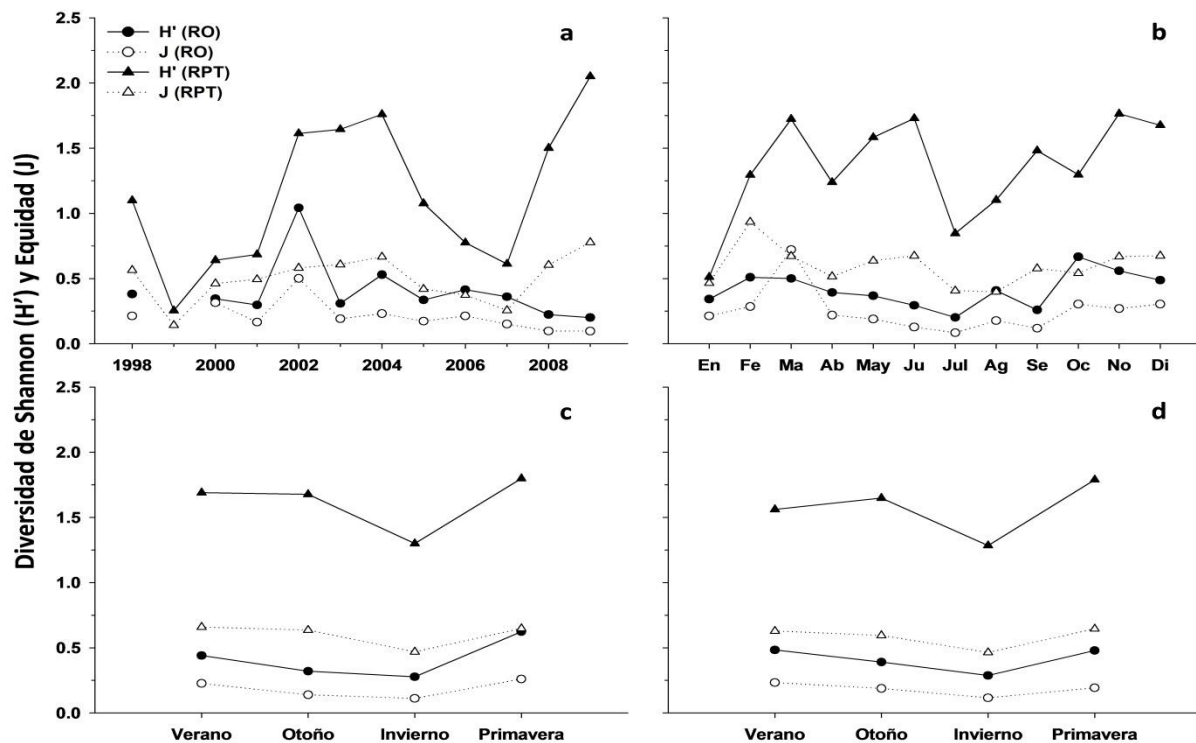 Diversidad de Shannon (H') y Equidad (J)
2.5
2.0
1.5
1.0
0.5
0.0
H' (RO)
J (RO)
H' (RPT)
J (RPT)
a
1998 2000 2002 2004 2006 2008
b
En Fe Ma Ab May Ju Jul Ag Se Oc No Di
2.5
2.0
1.5
1.0
0.5
0.0
c
Verano Otoño Invierno Primavera
d
Verano Otoño Invierno Primavera